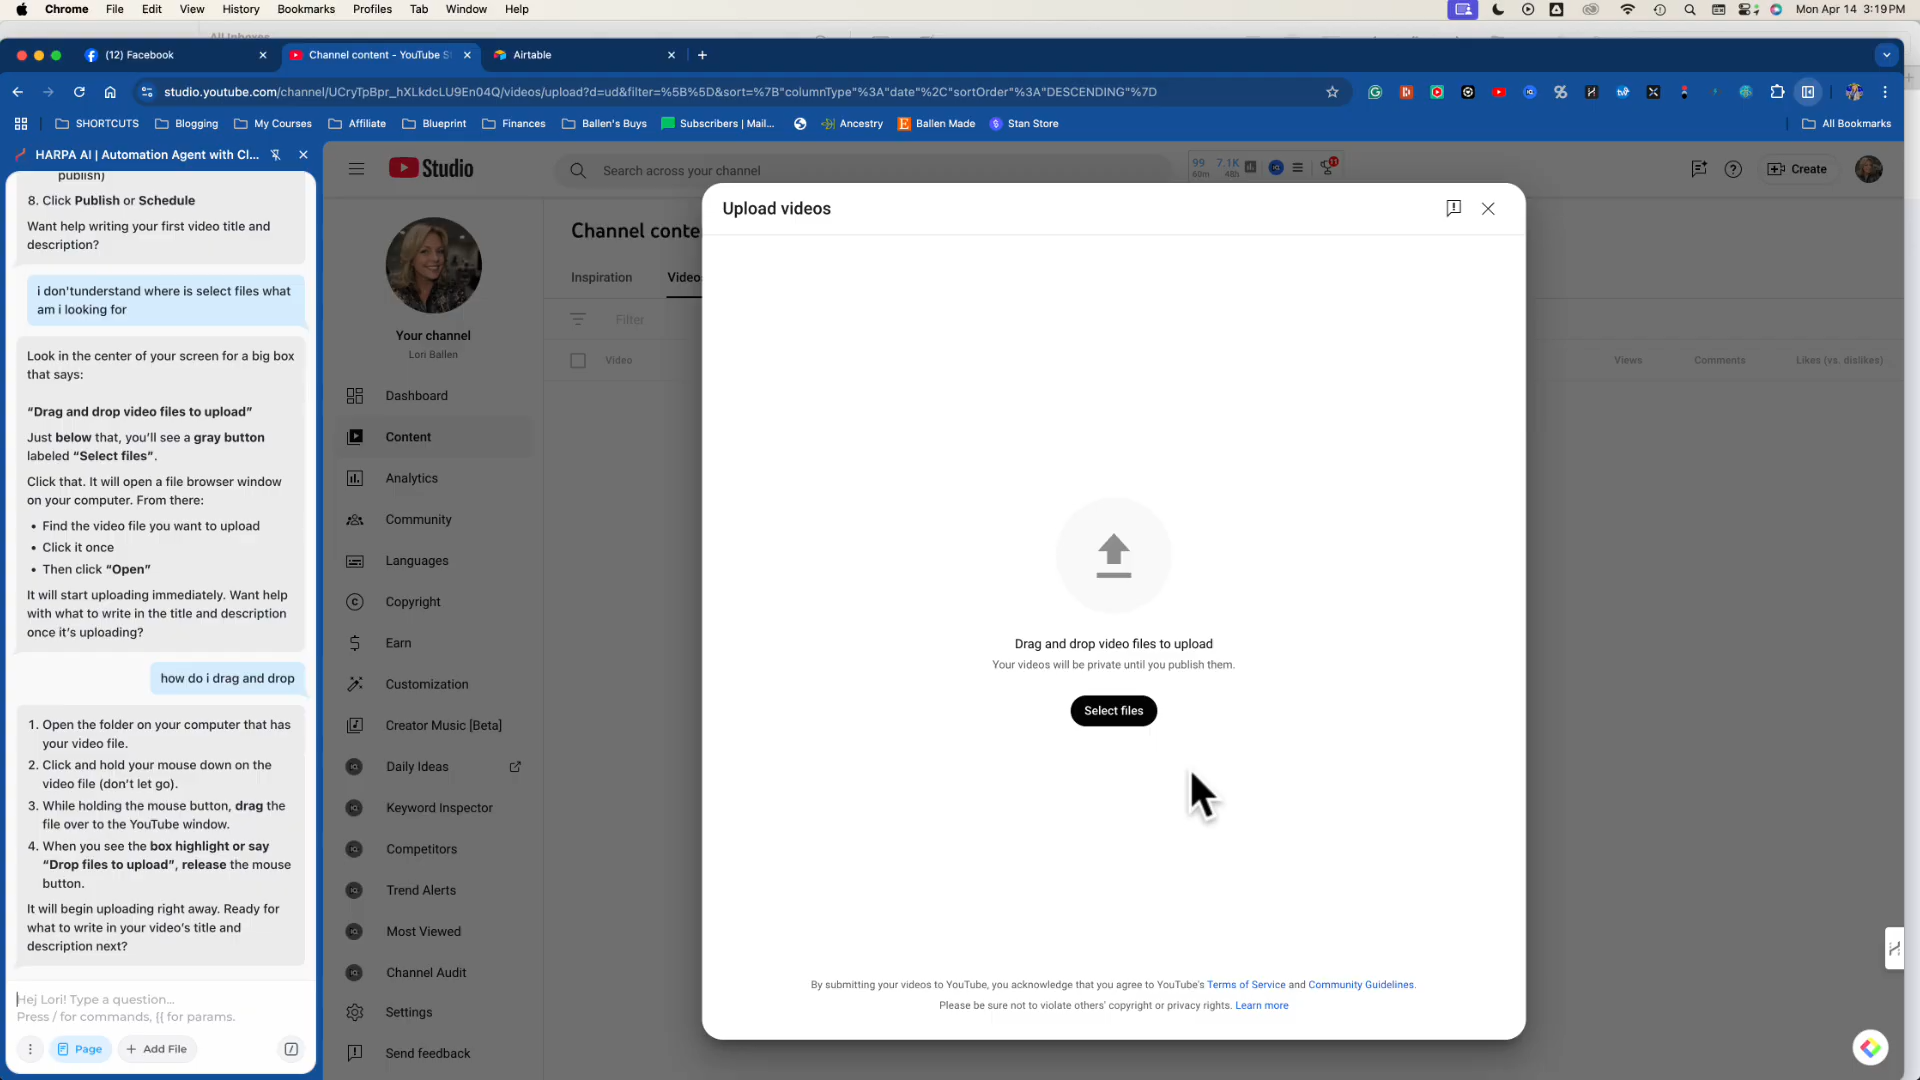 Chrome File Edit View History Bookmarks Profiles Tab Window Help
Mon Apr 14 3:19 PM
All Inboxes
(12) Facebook
Channel content - YouTube S
Airtable
studio.youtube.com/channel/UCryTpBpr_hXLkdcLU9En04Q/videos/upload?d=ud&filter=%5B%5D&sort=%7B"columnType"%3A"date"%2C"sortOrder"%3A"DESCENDING"%7D
SHORTCUTS Blogging My Courses Affiliate Blueprint Finances Ballen's Buys Subscribers | Mail... Ancestry Ballen Made Stan Store All Bookmarks
HARPA AI | Automation Agent with Cl...
publish)
8. Click Publish or Schedule
Want help writing your first video title and
description?
i don'tunderstand where is select files what
am i looking for
Look in the center of your screen for a big box
that says:
“Drag and drop video files to upload”
Just below that, you’ll see a gray button
labeled “Select files”.
Click that. It will open a file browser window
on your computer. From there:
• Find the video file you want to upload
• Click it once
• Then click “Open”
It will start uploading immediately. Want help
with what to write in the title and description
once it’s uploading?
how do i drag and drop
1. Open the folder on your computer that has
your video file.
2. Click and hold your mouse down on the
video file (don’t let go).
3. While holding the mouse button, drag the
file over to the YouTube window.
4. When you see the box highlight or say
“Drop files to upload”, release the mouse
button.
It will begin uploading right away. Ready for
what to write in your video’s title and
description next?
Hej Lori! Type a question...
Press / for commands, {{ for params.
Page
+ Add File
Studio
Search across your channel
99 7.1K
60m 48h
11
Create
Your channel
Lori Ballen
Dashboard
Content
Analytics
Community
Languages
Copyright
Earn
Customization
Creator Music [Beta]
Daily Ideas
Keyword Inspector
Competitors
Trend Alerts
Most Viewed
Channel Audit
Settings
Send feedback
Channel conte
Inspiration Video
Filter
Video
Views Comments Likes (vs. dislikes)
Upload videos
Drag and drop video files to upload
Your videos will be private until you publish them.
Select files
By submitting your videos to YouTube, you acknowledge that you agree to YouTube's Terms of Service and Community Guidelines.
Please be sure not to violate others' copyright or privacy rights. Learn more